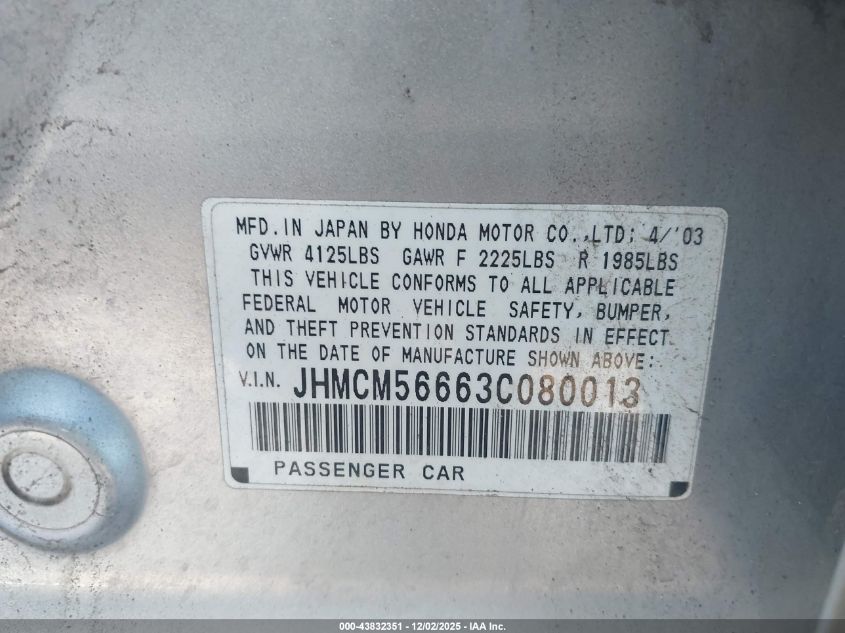 MFD. IN JAPAN BY HONDA MOTOR CO., LTD; 4/'03
GVWR 4125LBS GAWR F 2225LBS R 1985LBS
THIS VEHICLE CONFORMS TO ALL APPLICABLE
FEDERAL MOTOR VEHICLE SAFETY, BUMPER,
AND THEFT PREVENTION STANDARDS IN EFFECT
ON THE DATE OF MANUFACTURE SHOWN ABOVE:
V.I.N. JHMCM56663C080013
PASSENGER CAR
000-43832351 - 12/02/2025 - IAA Inc.